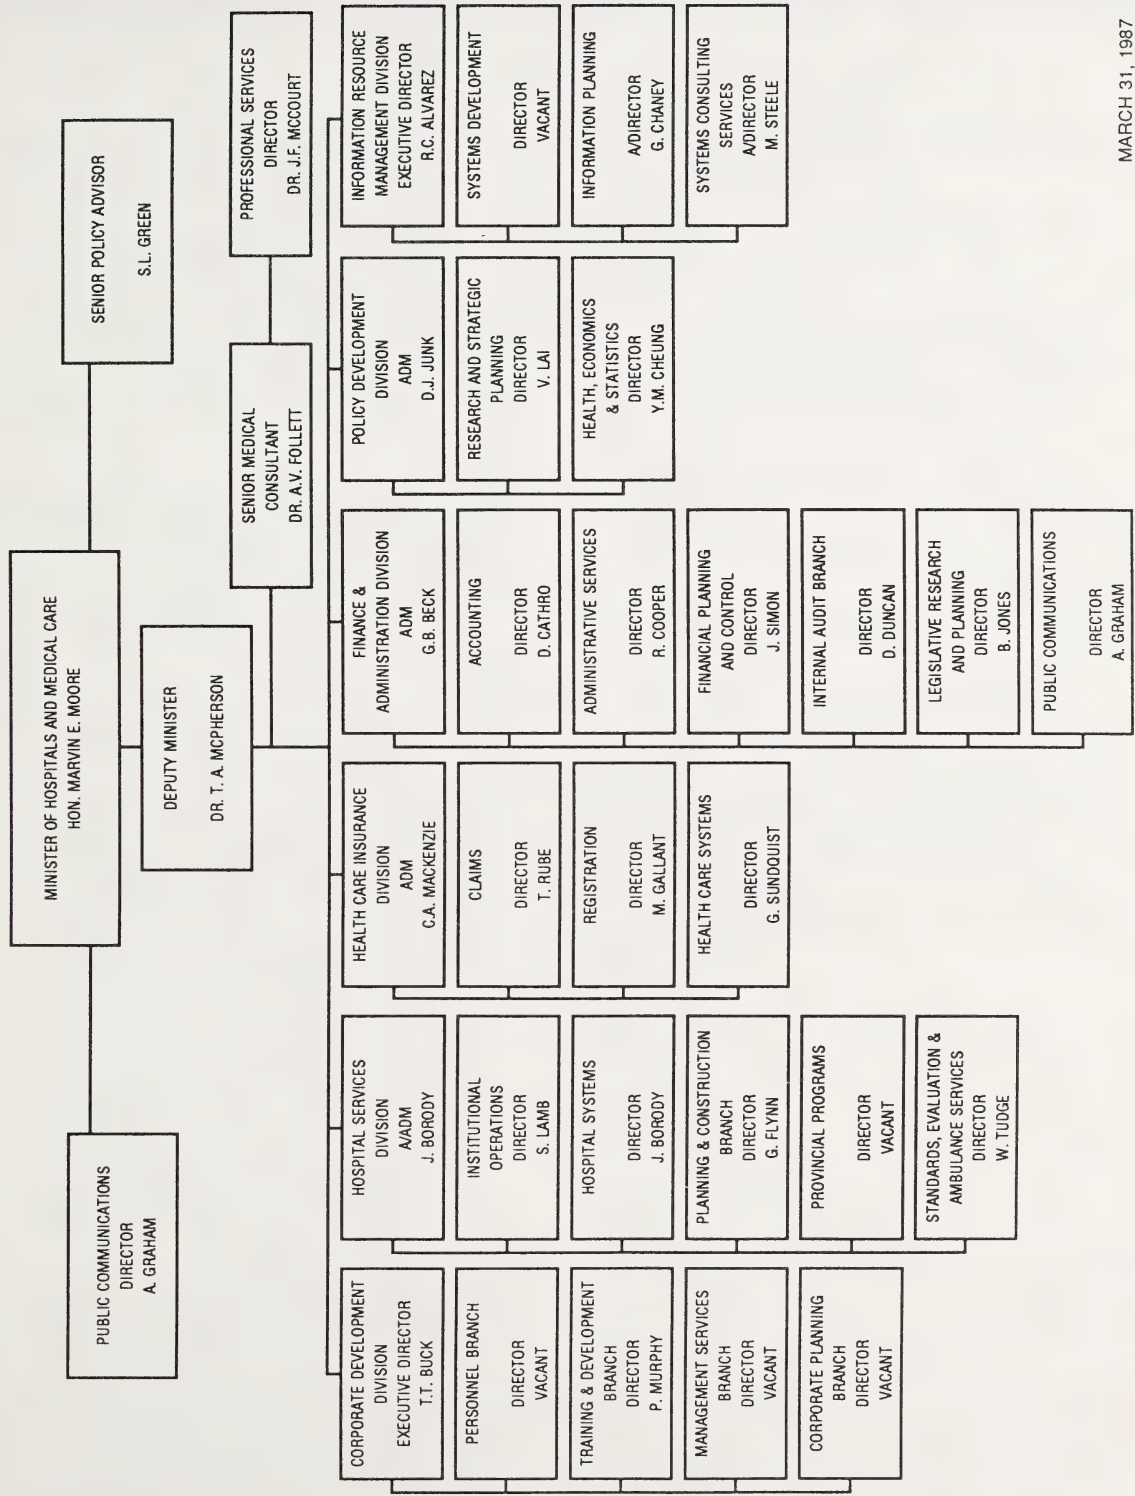 MINISTER OF HOSPITALS AND MEDICAL CARE
HON. MARVIN E. MOORE
PUBLIC COMMUNICATIONS
DIRECTOR
A. GRAHAM
SENIOR POLICY ADVISOR
S.L. GREEN
DEPUTY MINISTER
DR. T. A. MCPHERSON
SENIOR MEDICAL
CONSULTANT
DR. A.V. FOLLETT
PROFESSIONAL SERVICES
DIRECTOR
DR. J.F. MCCOURT
CORPORATE DEVELOPMENT
DIVISION
EXECUTIVE DIRECTOR
T.T. BUCK
PERSONNEL BRANCH
DIRECTOR
VACANT
TRAINING & DEVELOPMENT
BRANCH
DIRECTOR
P. MURPHY
MANAGEMENT SERVICES
BRANCH
DIRECTOR
VACANT
CORPORATE PLANNING
BRANCH
DIRECTOR
VACANT
HOSPITAL SERVICES
DIVISION
A/ADM
J. BORODY
INSTITUTIONAL
OPERATIONS
DIRECTOR
S. LAMB
HOSPITAL SYSTEMS
DIRECTOR
J. BORODY
PLANNING & CONSTRUCTION
BRANCH
DIRECTOR
G. FLYNN
PROVINCIAL PROGRAMS
DIRECTOR
VACANT
STANDARDS, EVALUATION &
AMBULANCE SERVICES
DIRECTOR
W. TUDGE
HEALTH CARE INSURANCE
DIVISION
ADM
C.A. MACKENZIE
CLAIMS
DIRECTOR
T. RUBE
REGISTRATION
DIRECTOR
M. GALLANT
HEALTH CARE SYSTEMS
DIRECTOR
G. SUNDQUIST
FINANCE &
ADMINISTRATION DIVISION
ADM
G.B. BECK
ACCOUNTING
DIRECTOR
D. CATHRO
ADMINISTRATIVE SERVICES
DIRECTOR
R. COOPER
FINANCIAL PLANNING
AND CONTROL
DIRECTOR
J. SIMON
INTERNAL AUDIT BRANCH
DIRECTOR
D. DUNCAN
LEGISLATIVE RESEARCH
AND PLANNING
DIRECTOR
B. JONES
PUBLIC COMMUNICATIONS
DIRECTOR
A. GRAHAM
POLICY DEVELOPMENT
DIVISION
ADM
D.J. JUNK
RESEARCH AND STRATEGIC
PLANNING
DIRECTOR
V. LAI
HEALTH, ECONOMICS
& STATISTICS
DIRECTOR
Y.M. CHEUNG
INFORMATION RESOURCE
MANAGEMENT DIVISION
EXECUTIVE DIRECTOR
R.C. ALVAREZ
SYSTEMS DEVELOPMENT
DIRECTOR
VACANT
INFORMATION PLANNING
A/DIRECTOR
G. CHANEY
SYSTEMS CONSULTING
SERVICES
A/DIRECTOR
M. STEELE
MARCH 31, 1987